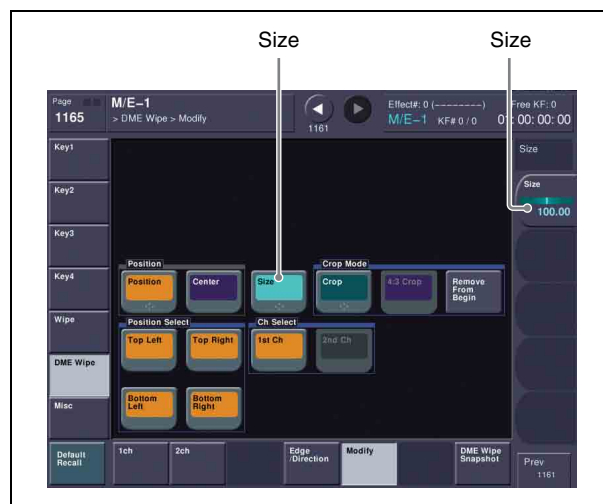 Size
Size
Page
1165
M/E-1
> DME Wipe > Modify
1161
Effect#: 0 (--------)
Free KF: 0
M/E-1
KF# 0 / 0
01: 00: 00: 00
Key1
Key2
Key3
Key4
Wipe
DME Wipe
Misc
Default
Recall
Size
Size
100.00
Position
Position
Center
Size
Crop Mode
Crop
4:3 Crop
Remove
From
Begin
Position Select
Top Left
Top Right
Bottom
Left
Bottom
Right
Ch Select
1st Ch
2nd Ch
1ch
2ch
Edge
/Direction
Modify
DME Wipe
Snapshot
Prev
1161